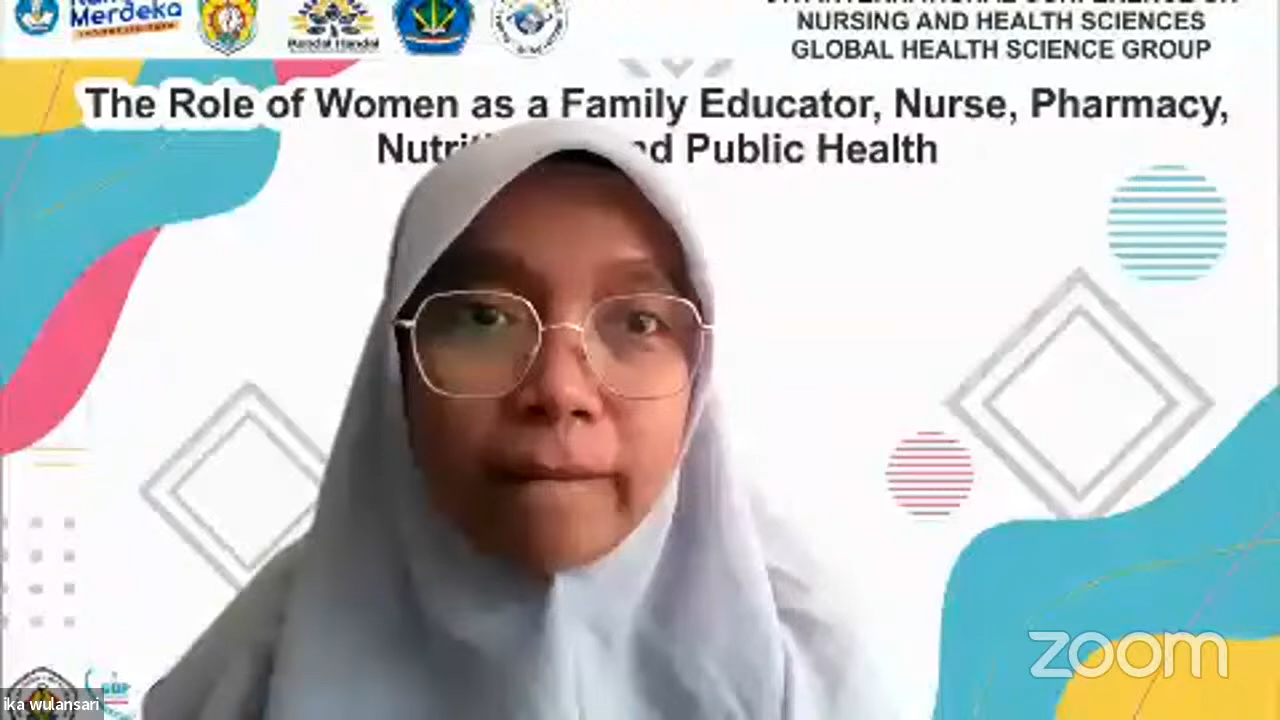 Merdeka
NURSING AND HEALTH SCIENCES
GLOBAL HEALTH SCIENCE GROUP
The Role of Women as a Family Educator, Nurse, Pharmacy,
and Public Health
zoom
ika wulansari